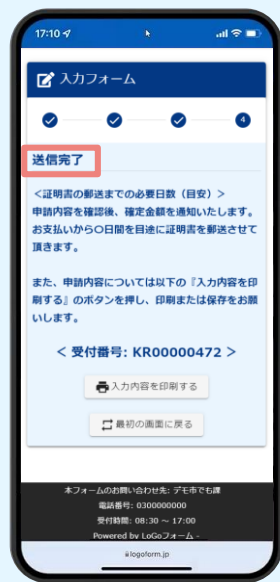 17:10
入力フォーム
4
送信完了
＜証明書の郵送までの必要日数（目安）＞
申請内容を確認後、確定金額を通知いたします。
お支払いから〇日間を目途に証明書を郵送させて
頂きます。
また、申請内容については以下の『入力内容を印
刷する』のボタンを押し、印刷または保存をお願
いします。
＜ 受付番号: KR00000472 ＞
入力内容を印刷する
最初の画面に戻る
本フォームのお問い合わせ先: デモ市でも課
電話番号: 0300000000
受付時間: 08:30 ～ 17:00
Powered by LoGoフォーム -
logoform.jp